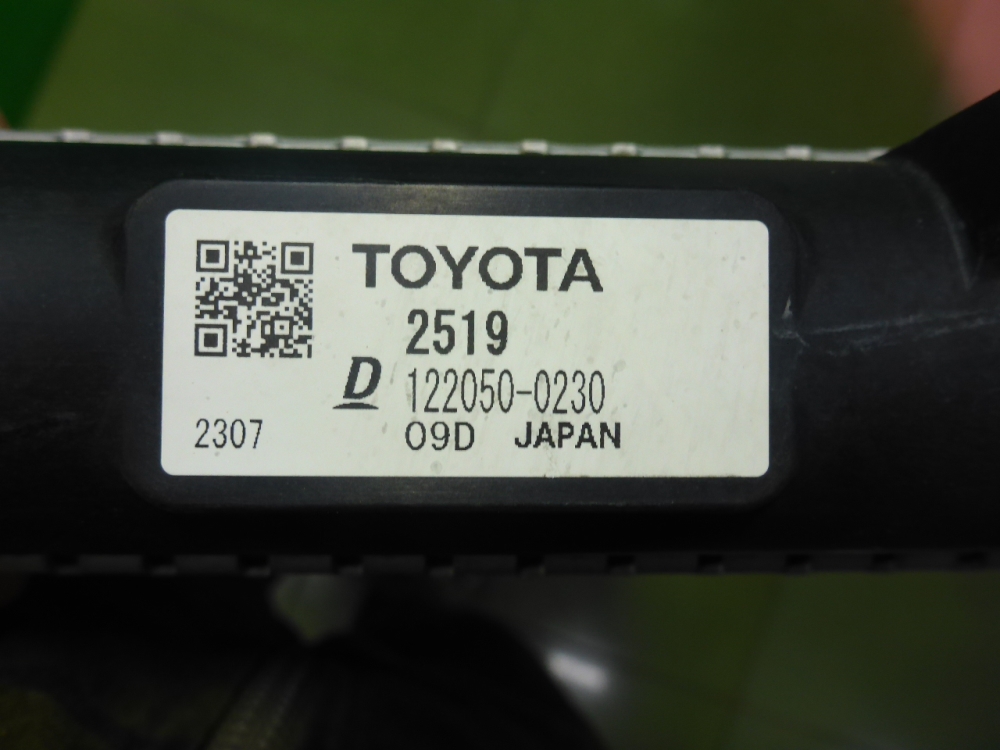 TOYOTA
2519
D 122050-0230
2307 09D JAPAN